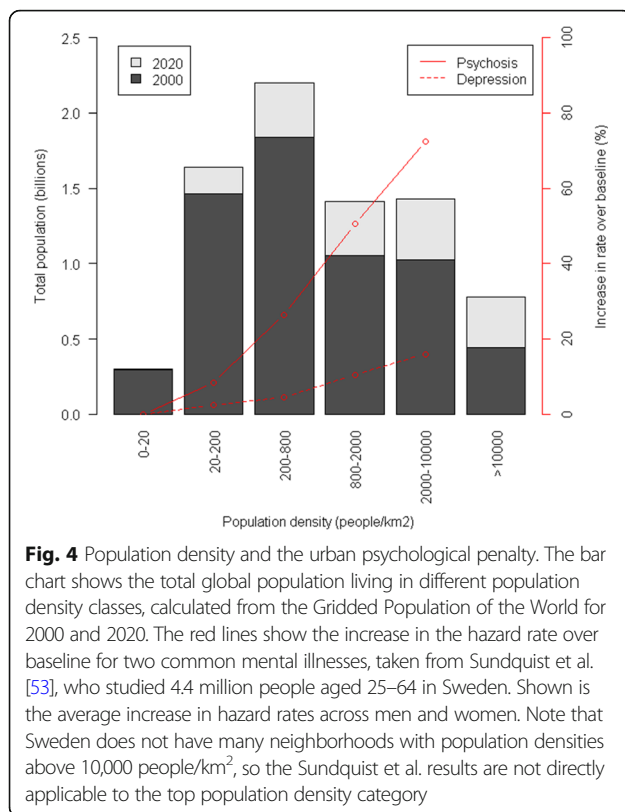 2.5
2.0
1.5
1.0
0.5
0.0
Total population (billions)
2020
2000
Psychosis
Depression
100
80
60
40
20
0
Increase in rate over baseline (%)
0-20
20-200
200-800
800-2000
2000-10000
>10000
Population density (people/km2)
Fig. 4 Population density and the urban psychological penalty. The bar
chart shows the total global population living in different population
density classes, calculated from the Gridded Population of the World for
2000 and 2020. The red lines show the increase in the hazard rate over
baseline for two common mental illnesses, taken from Sundquist et al.
[53], who studied 4.4 million people aged 25–64 in Sweden. Shown is
the average increase in hazard rates across men and women. Note that
Sweden does not have many neighborhoods with population densities
above 10,000 people/km², so the Sundquist et al. results are not directly
applicable to the top population density category